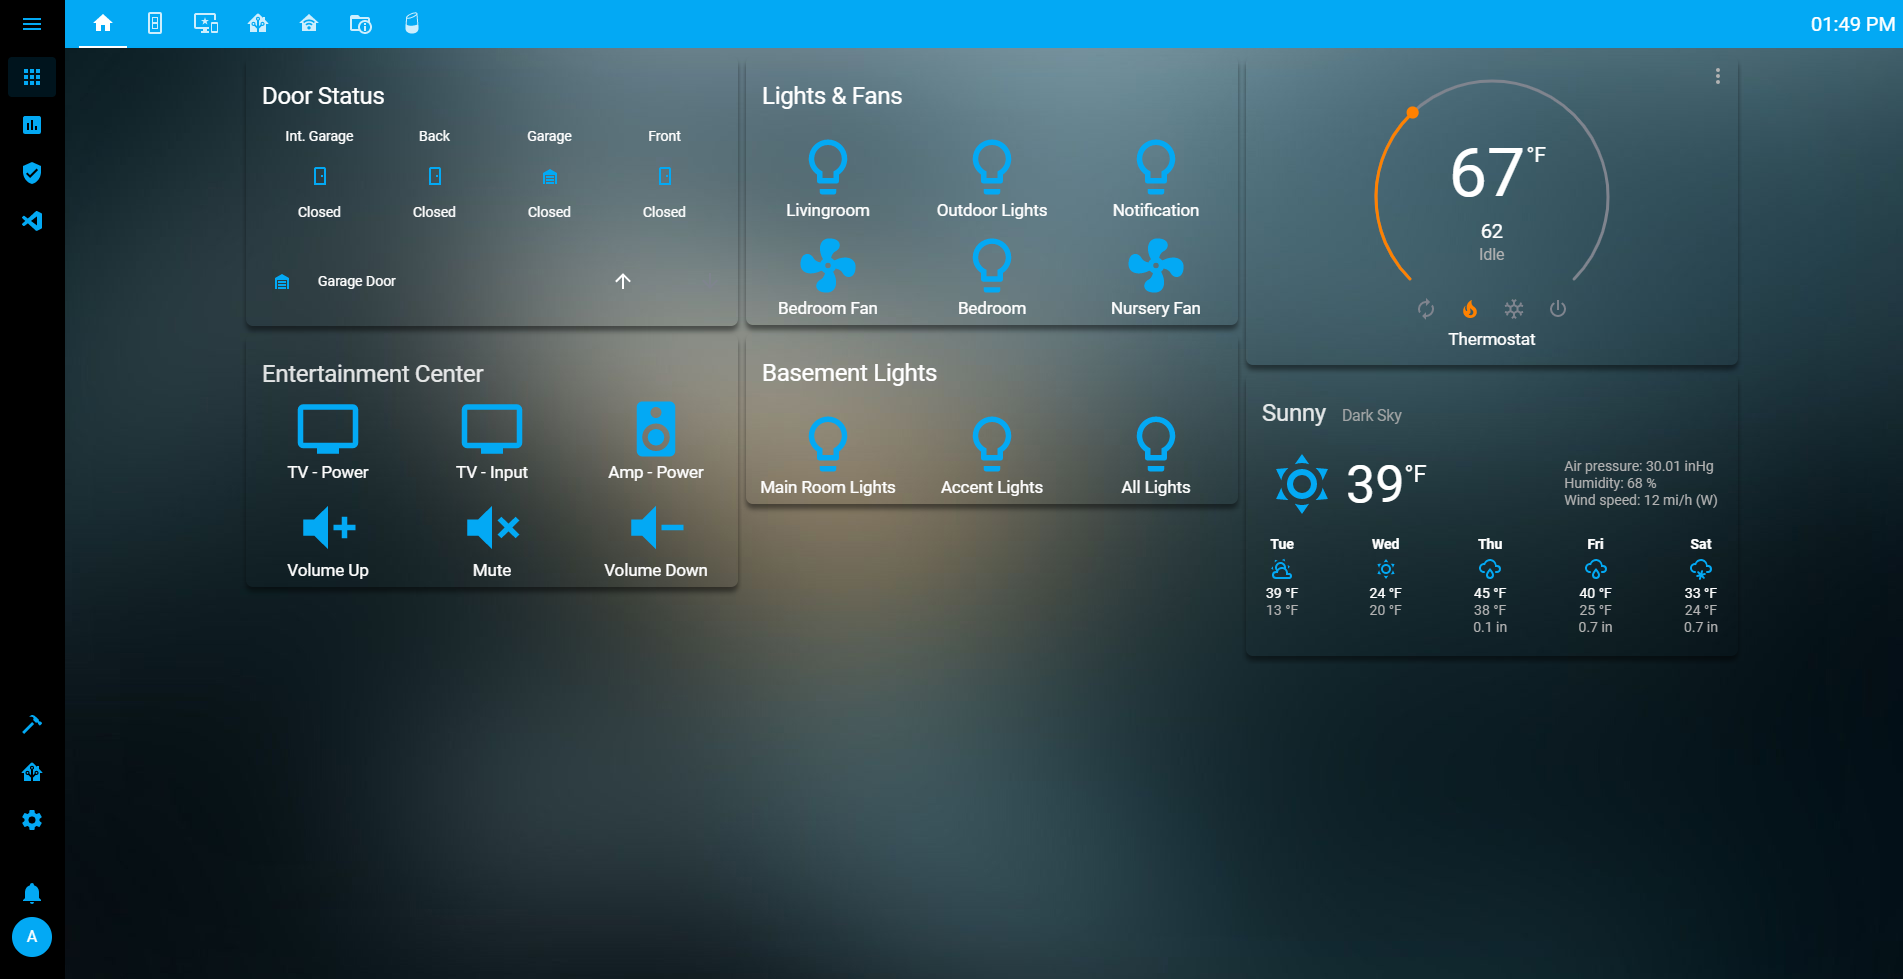 01:49 PM
Door Status
Int. Garage Back Garage Front
Closed Closed Closed Closed
Garage Door
Lights & Fans
Livingroom Outdoor Lights Notification
Bedroom Fan Bedroom Nursery Fan
67 °F
62
Idle
Thermostat
Entertainment Center
TV - Power TV - Input Amp - Power
Volume Up Mute Volume Down
Basement Lights
Main Room Lights Accent Lights All Lights
Sunny Dark Sky
39 °F
Air pressure: 30.01 inHg
Humidity: 68 %
Wind speed: 12 mi/h (W)
Tue Wed Thu Fri Sat
39 °F 24 °F 45 °F 40 °F 33 °F
13 °F 20 °F 38 °F 25 °F 24 °F
0.1 in 0.7 in 0.7 in
A